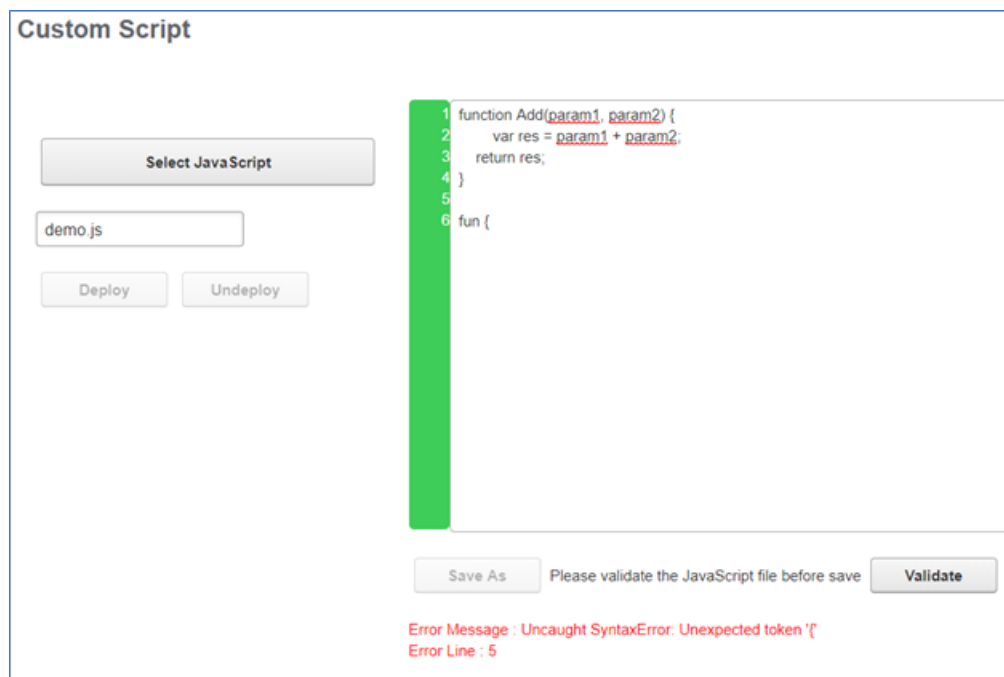 Custom Script
Select JavaScript
demo.js
Deploy Undeploy
1 function Add(param1, param2) {
2 var res = param1 + param2;
3 return res;
4 }
5
6 fun {
Save As Please validate the JavaScript file before save Validate
Error Message : Uncaught SyntaxError: Unexpected token '{'
Error Line : 5